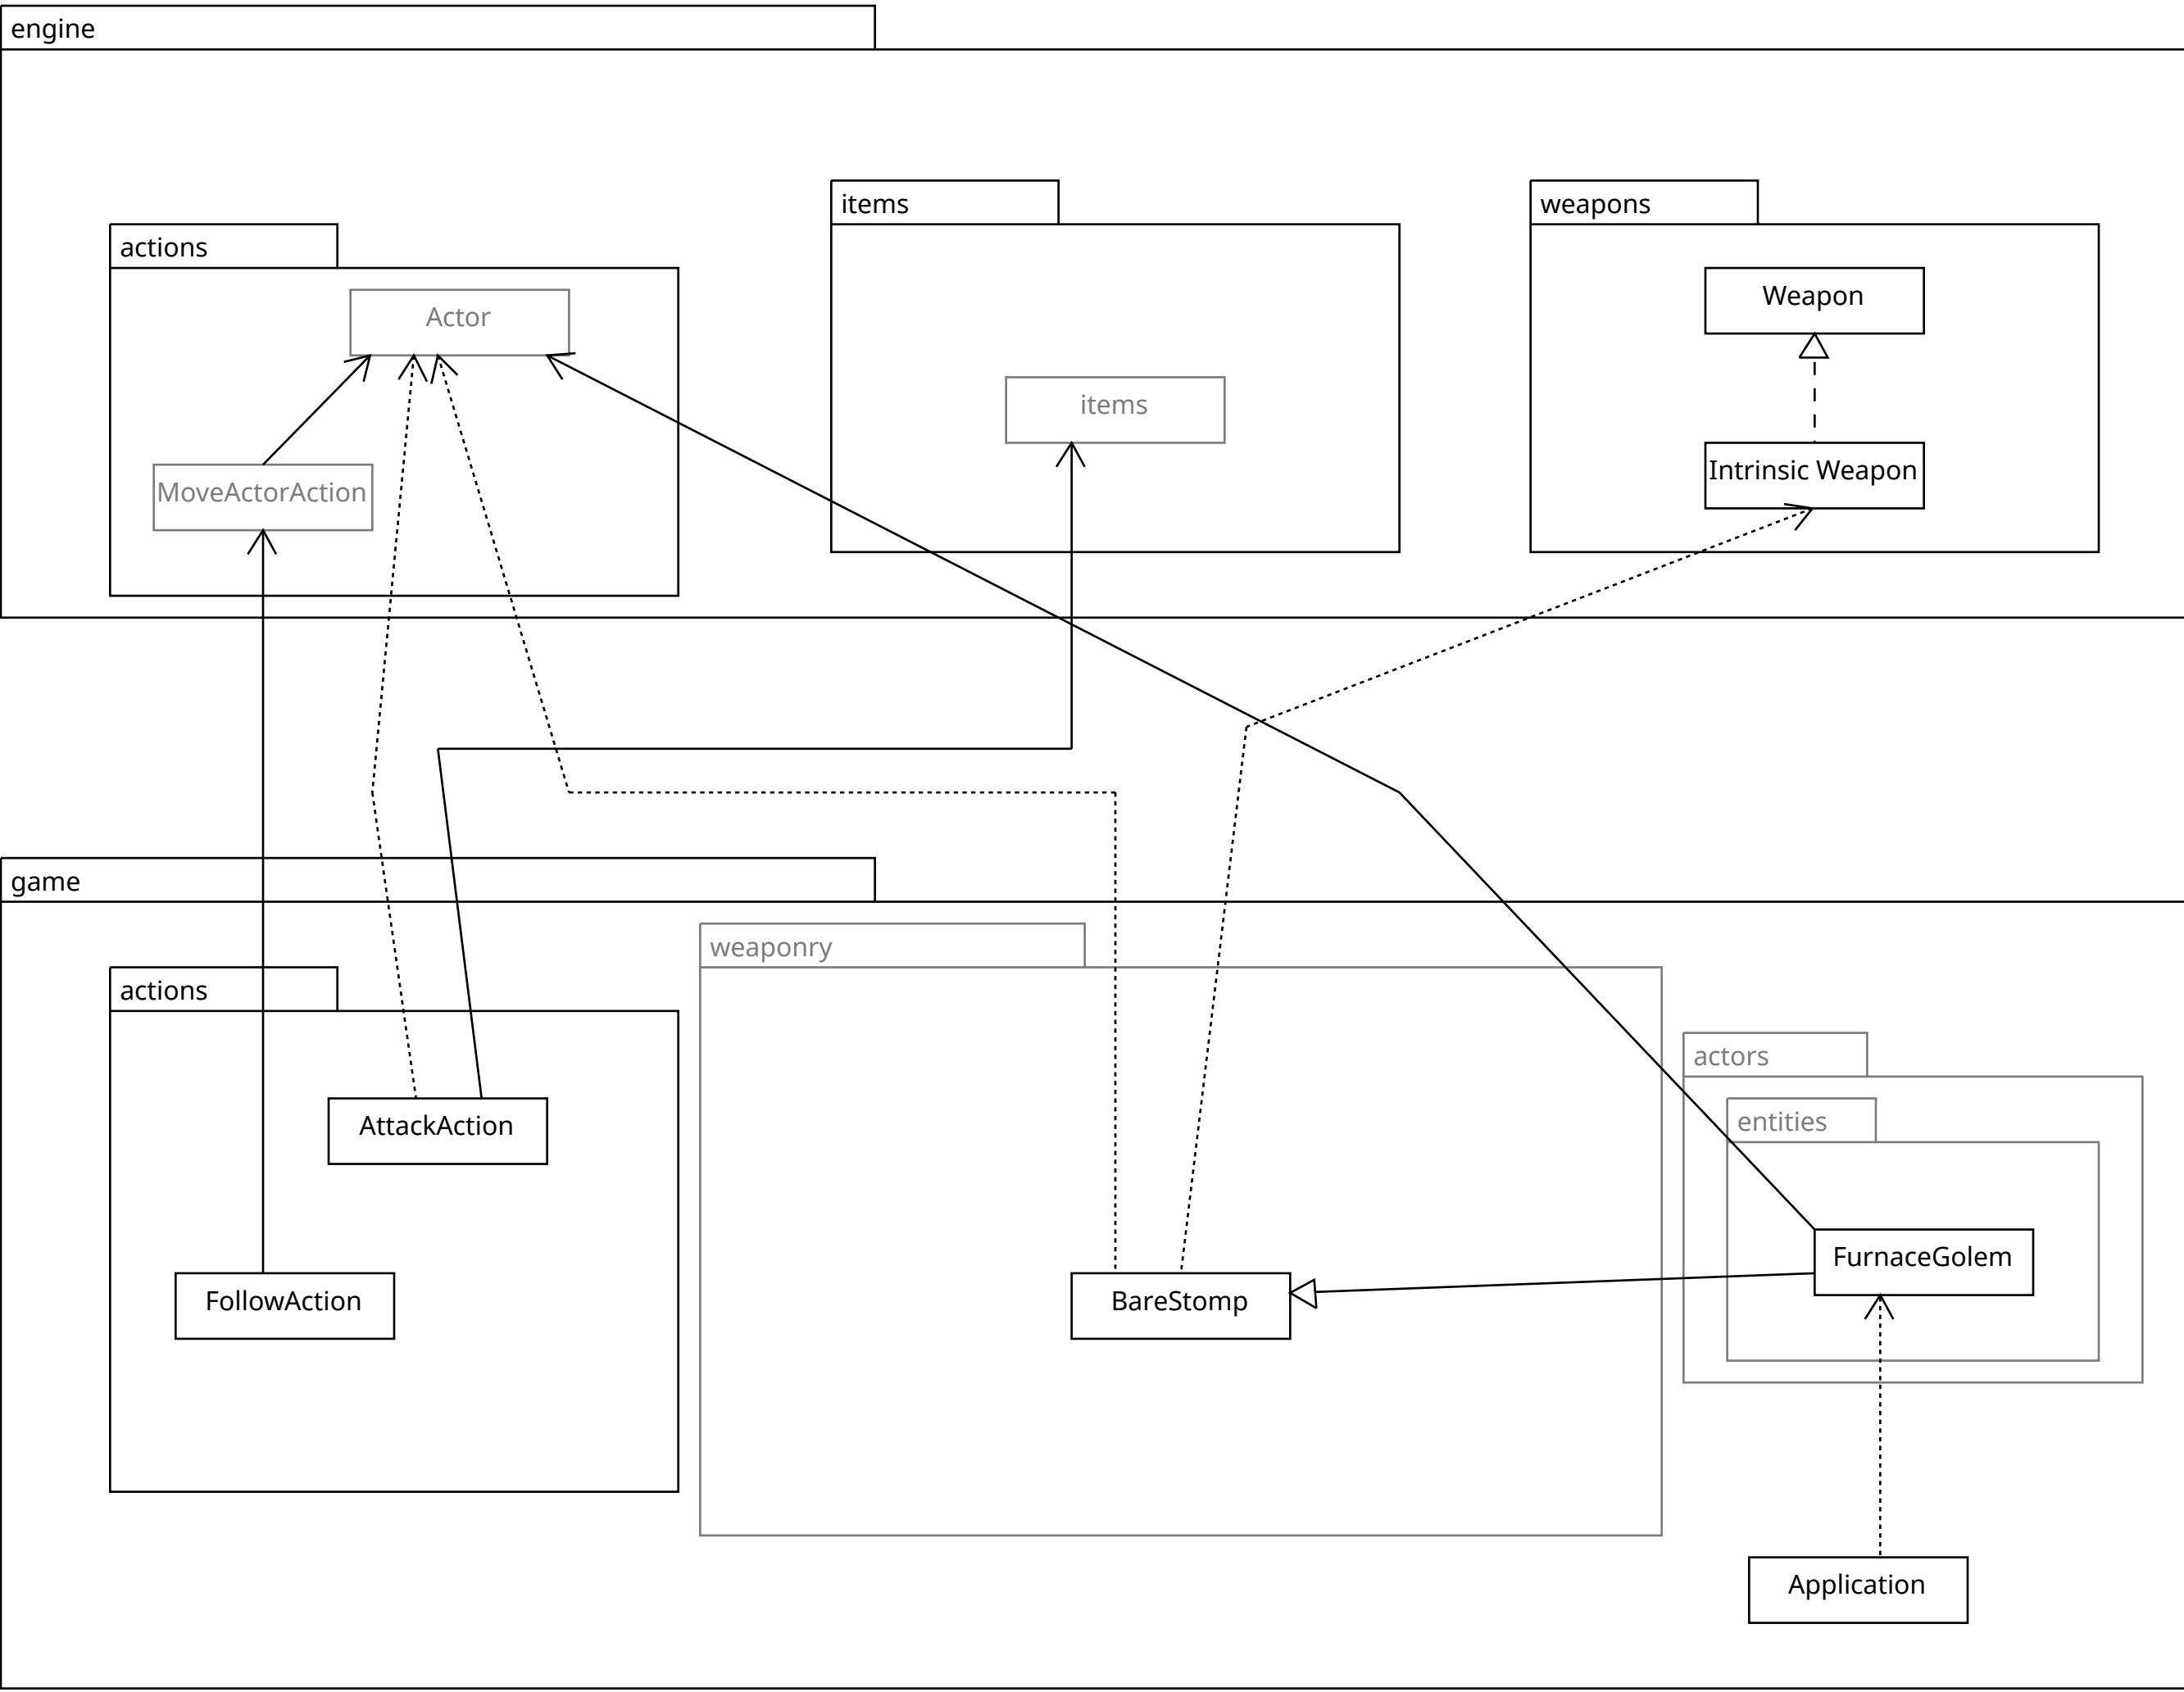 engine
actions
Actor
MoveActorAction
items
items
weapons
Weapon
Intrinsic Weapon
game
actions
AttackAction
FollowAction
weaponry
BareStomp
actors
entities
FurnaceGolem
Application